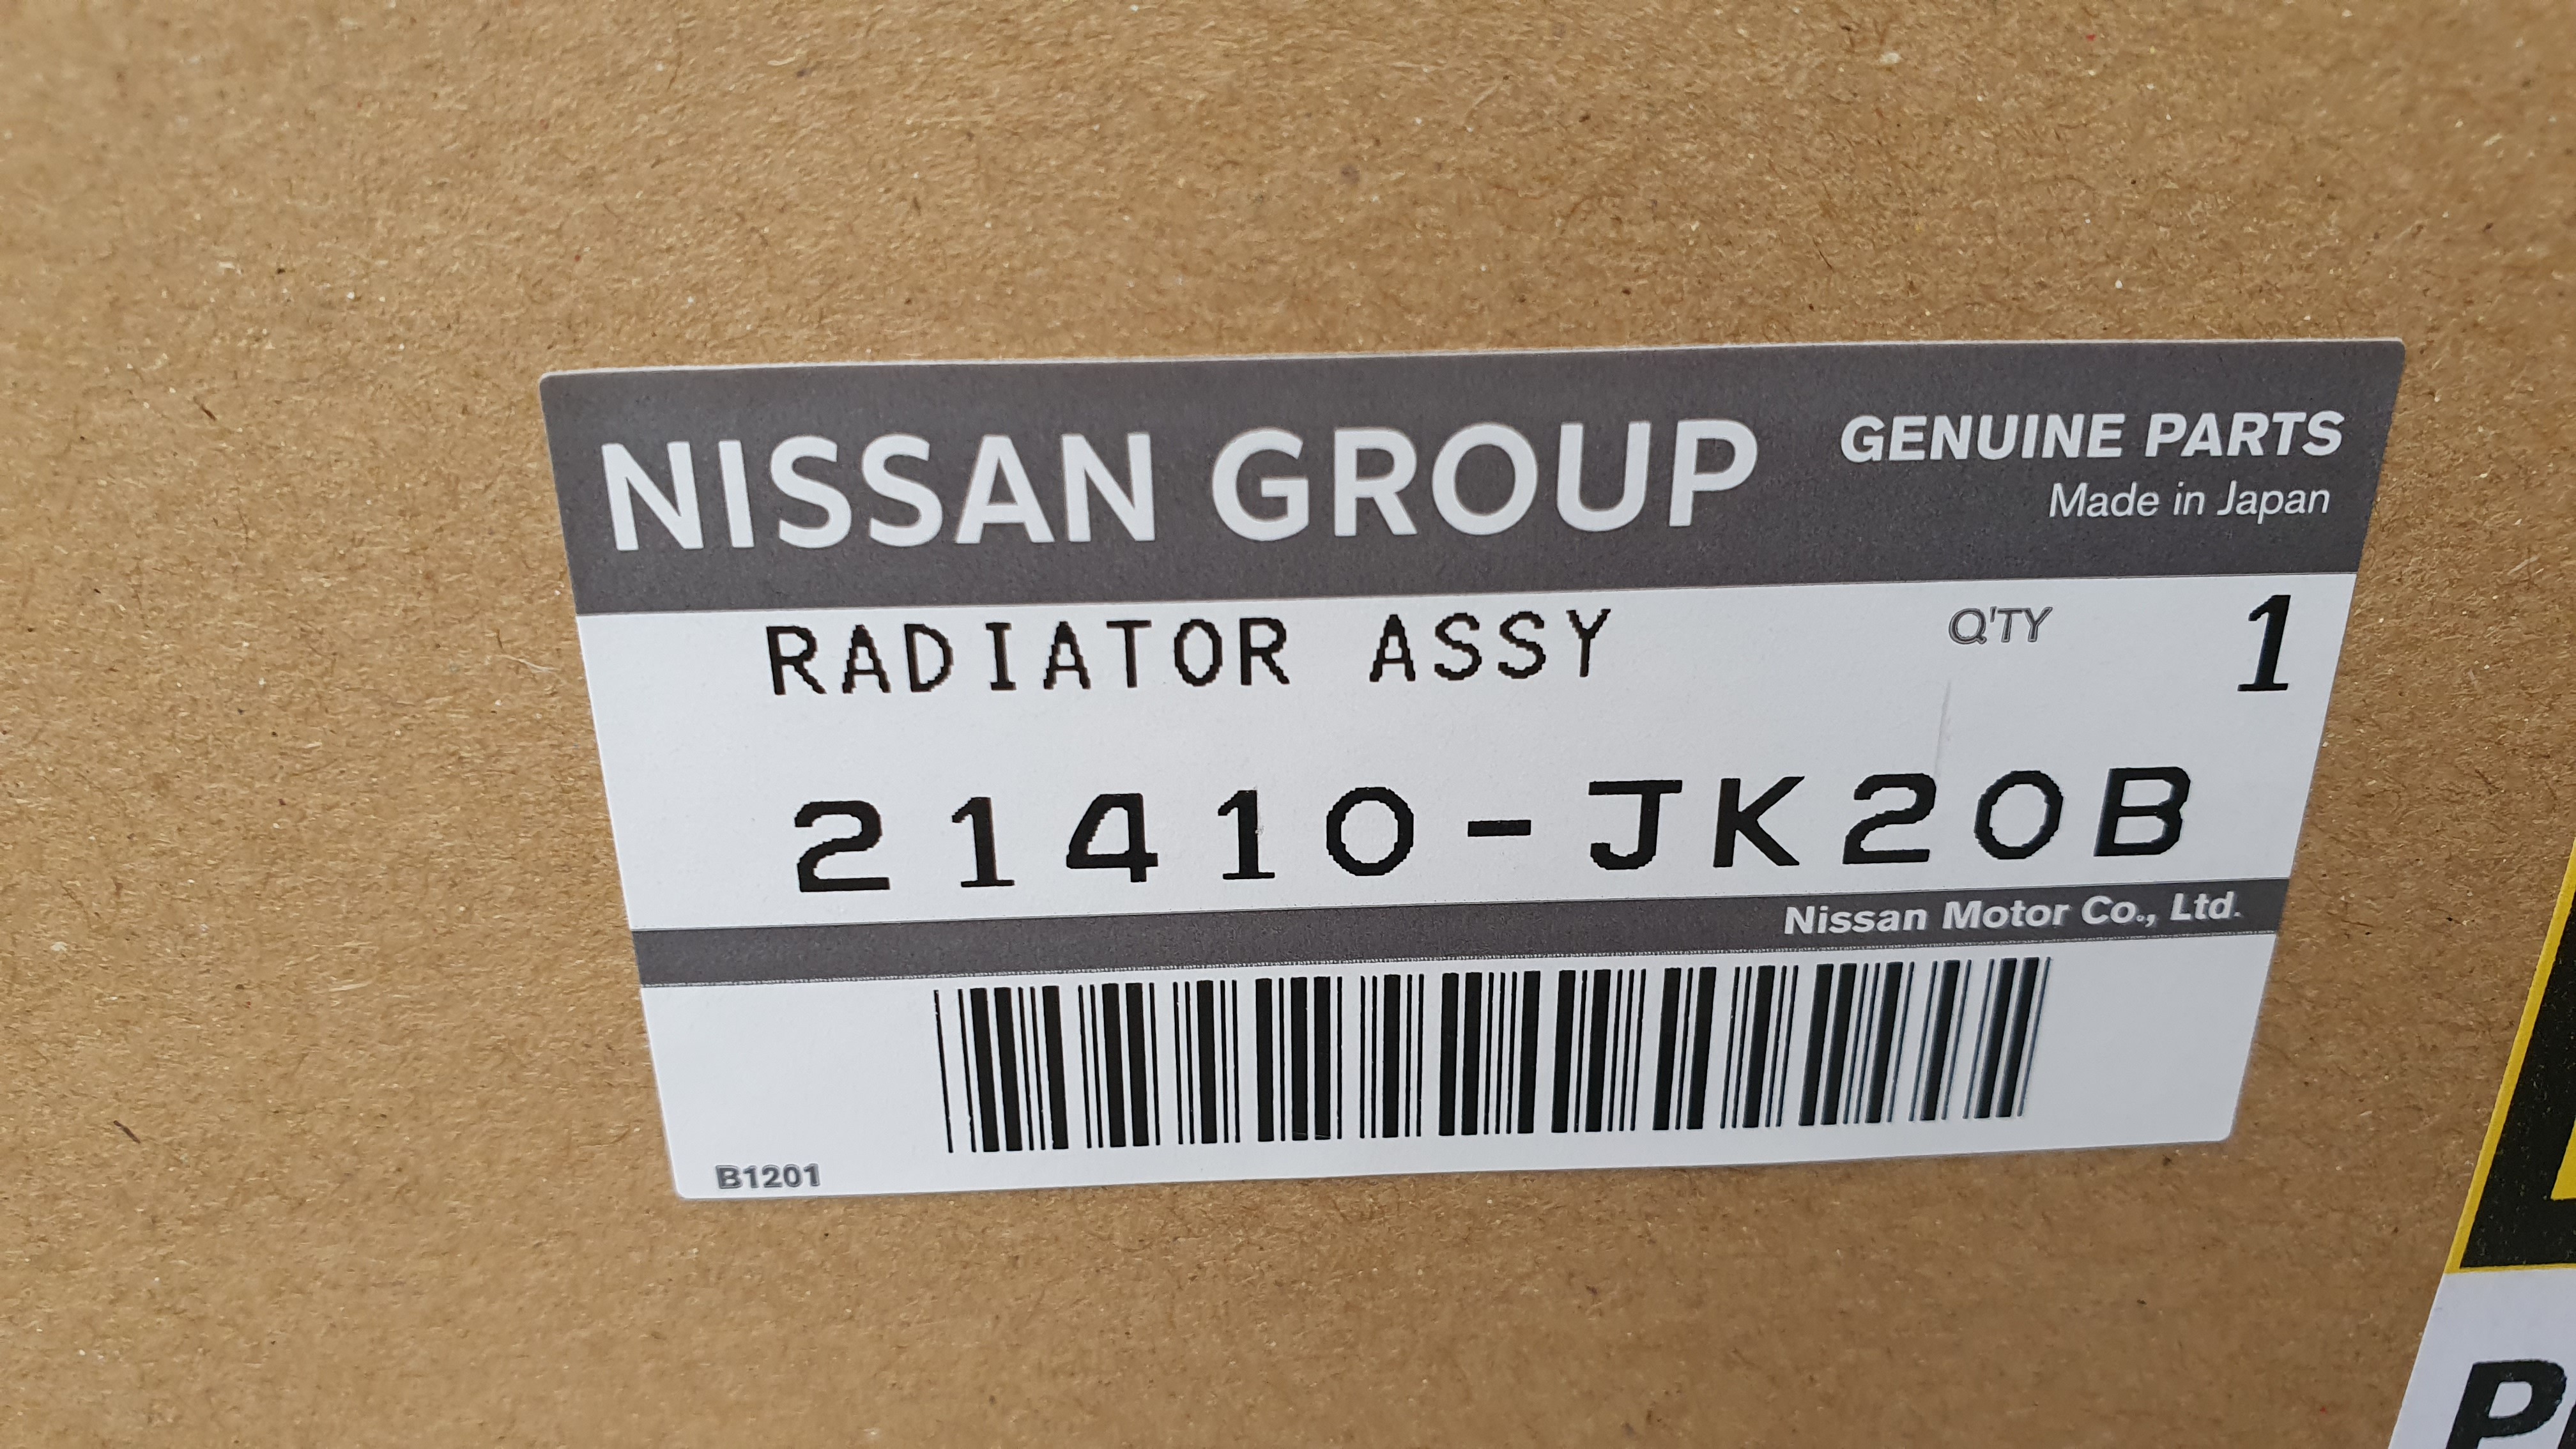 NISSAN GROUP
GENUINE PARTS
Made in Japan
RADIATOR ASSY
Q'TY 1
21410-JK20B
Nissan Motor Co., Ltd.
B1201